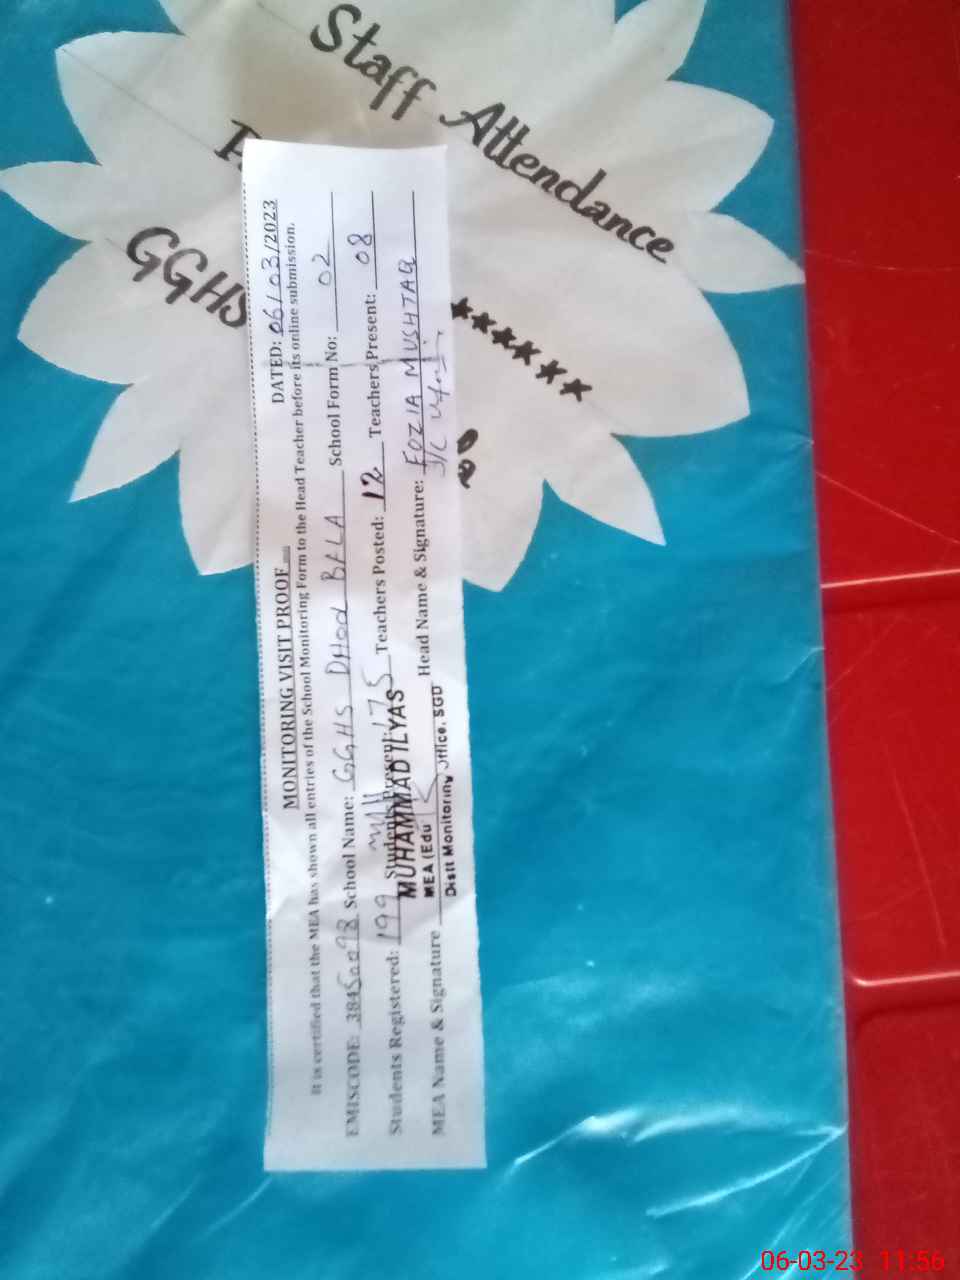 Staff Attendance
GGHS
******
MONITORING VISIT PROOF DATED: 06/03/2023
It is certified that the MEA has shown all entries of the School Monitoring Form to the Head Teacher before its online submission.
EMISCODE: 38450098 School Name: GGHS DHOD BALA School Form No: 02
Students Registered: 199 Students Present: 175 Teachers Posted: 12 Teachers Present: 08
MEA Name & Signature Head Name & Signature: FOZIA MUSHTAQ
I/C
MUHAMMAD ILYAS
MEA (Edu
Distt Monitoring Office, SGD
06-03-23 11:56